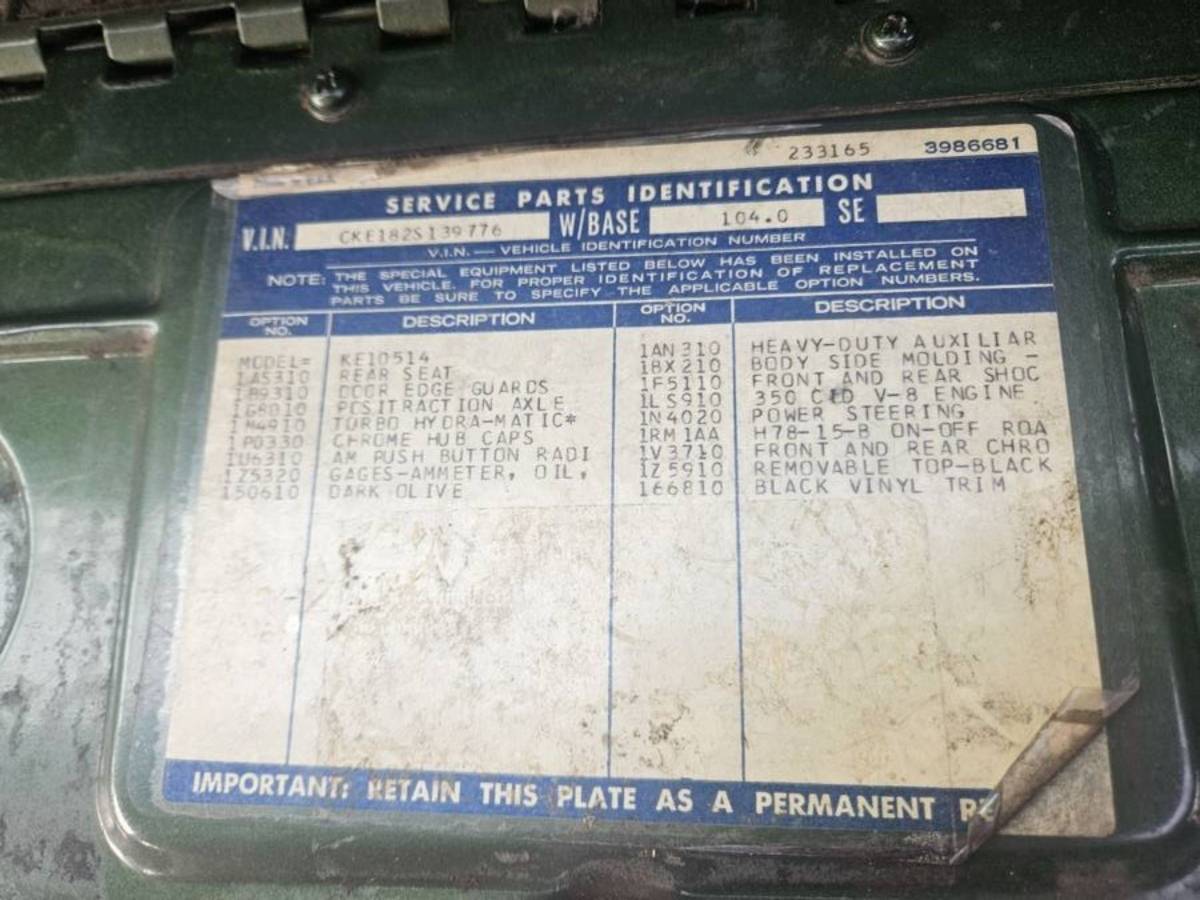 233165 3986681
SERVICE PARTS IDENTIFICATION
V.I.N. CKE182S139776 W/BASE 104.0 SE
V.I.N. — VEHICLE IDENTIFICATION NUMBER
NOTE: THE SPECIAL EQUIPMENT LISTED BELOW HAS BEEN INSTALLED ON
THIS VEHICLE. FOR PROPER IDENTIFICATION OF REPLACEMENT
PARTS BE SURE TO SPECIFY THE APPLICABLE OPTION NUMBERS.
OPTION NO. DESCRIPTION OPTION NO. DESCRIPTION
MODEL= KE10514 1AN310 HEAVY-DUTY AUXILIAR
1AS310 REAR SEAT 1BX210 BODY SIDE MOLDING -
DOOR EDGE GUARDS 1F5110 FRONT AND REAR SHOC
1G8010 POSITRACTION AXLE 1LS910 350 CID V-8 ENGINE
1M4910 TURBO HYDRA-MATIC* 1N4020 POWER STEERING
1P0330 CHROME HUB CAPS 1RM1AA H78-15-B ON-OFF ROA
1U6310 AM PUSH BUTTON RADI 1V3710 FRONT AND REAR CHRO
1Z5320 GAGES-AMMETER, OIL, 1Z5910 REMOVABLE TOP-BLACK
150610 DARK OLIVE 166810 BLACK VINYL TRIM
IMPORTANT: RETAIN THIS PLATE AS A PERMANENT RE